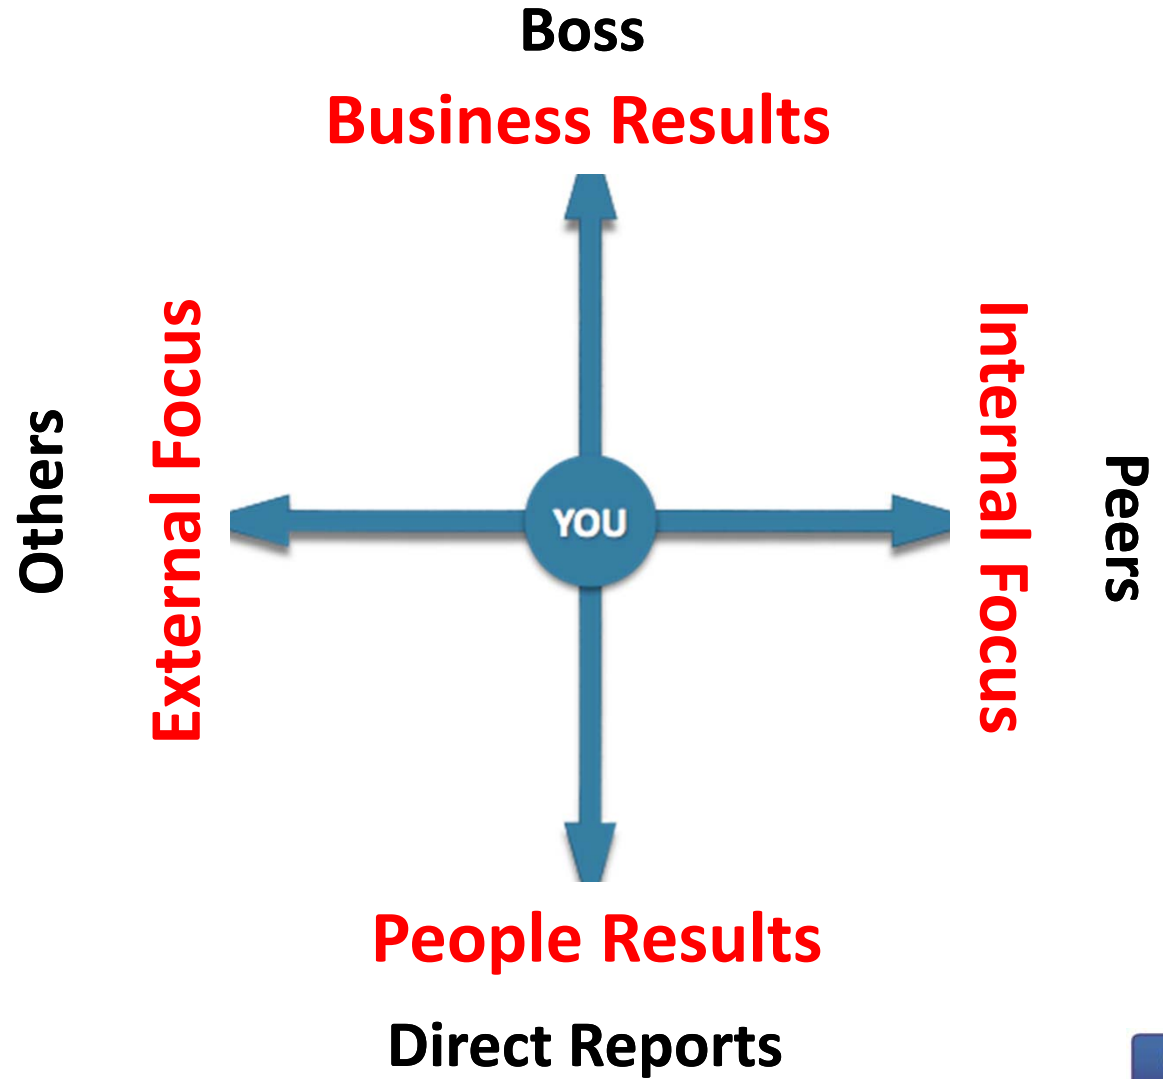 Boss
Business Results
Others
External Focus
YOU
Internal Focus
Peers
People Results
Direct Reports